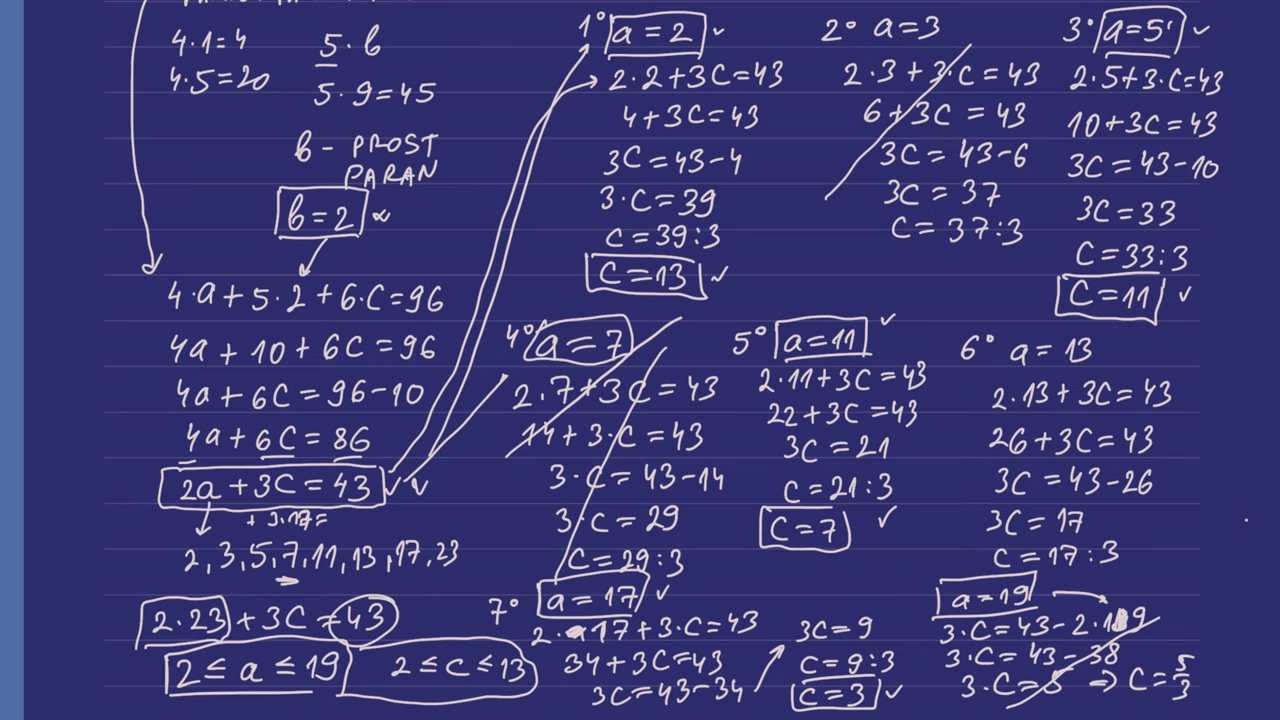 4·1=4
4·5=20
5·b
5·9=45
b - PROST
PARAN
b=2
4·a+5·2+6·c=96
4a+10+6c=96
4a+6c=96-10
4a+6c=86
2a+3c=43
+3·17=
2,3,5,7,11,13,17,23
2·23+3c=43
2≤a≤19
2≤c≤13
1° a=2
2·2+3c=43
4+3c=43
3c=43-4
3·c=39
c=39:3
c=13
2° a=3
2·3+3·c=43
6+3c=43
3c=43-6
3c=37
c=37:3
3° a=5
2·5+3·c=43
10+3c=43
3c=43-10
3c=33
c=33:3
c=11
4° a=7
2·7+3c=43
14+3·c=43
3·c=43-14
3·c=29
c=29:3
5° a=11
2·11+3c=43
22+3c=43
3c=21
c=21:3
c=7
6° a=13
2·13+3c=43
26+3c=43
3c=43-26
3c=17
c=17:3
7° a=17
2·17+3·c=43
34+3c=43
3c=43-34
3c=9
c=9:3
c=3
a=19
3·c=43-2·19
3·c=43-38
3·c=5 ⇒ c=5/3